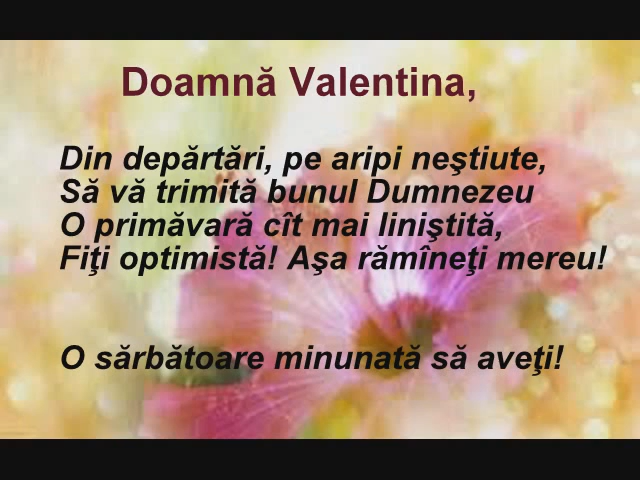 Doamnă Valentina,
Din depărtări, pe aripi neştiute,
Să vă trimită bunul Dumnezeu
O primăvară cît mai liniştită,
Fiţi optimistă! Aşa rămîneţi mereu!
O sărbătoare minunată să aveţi!